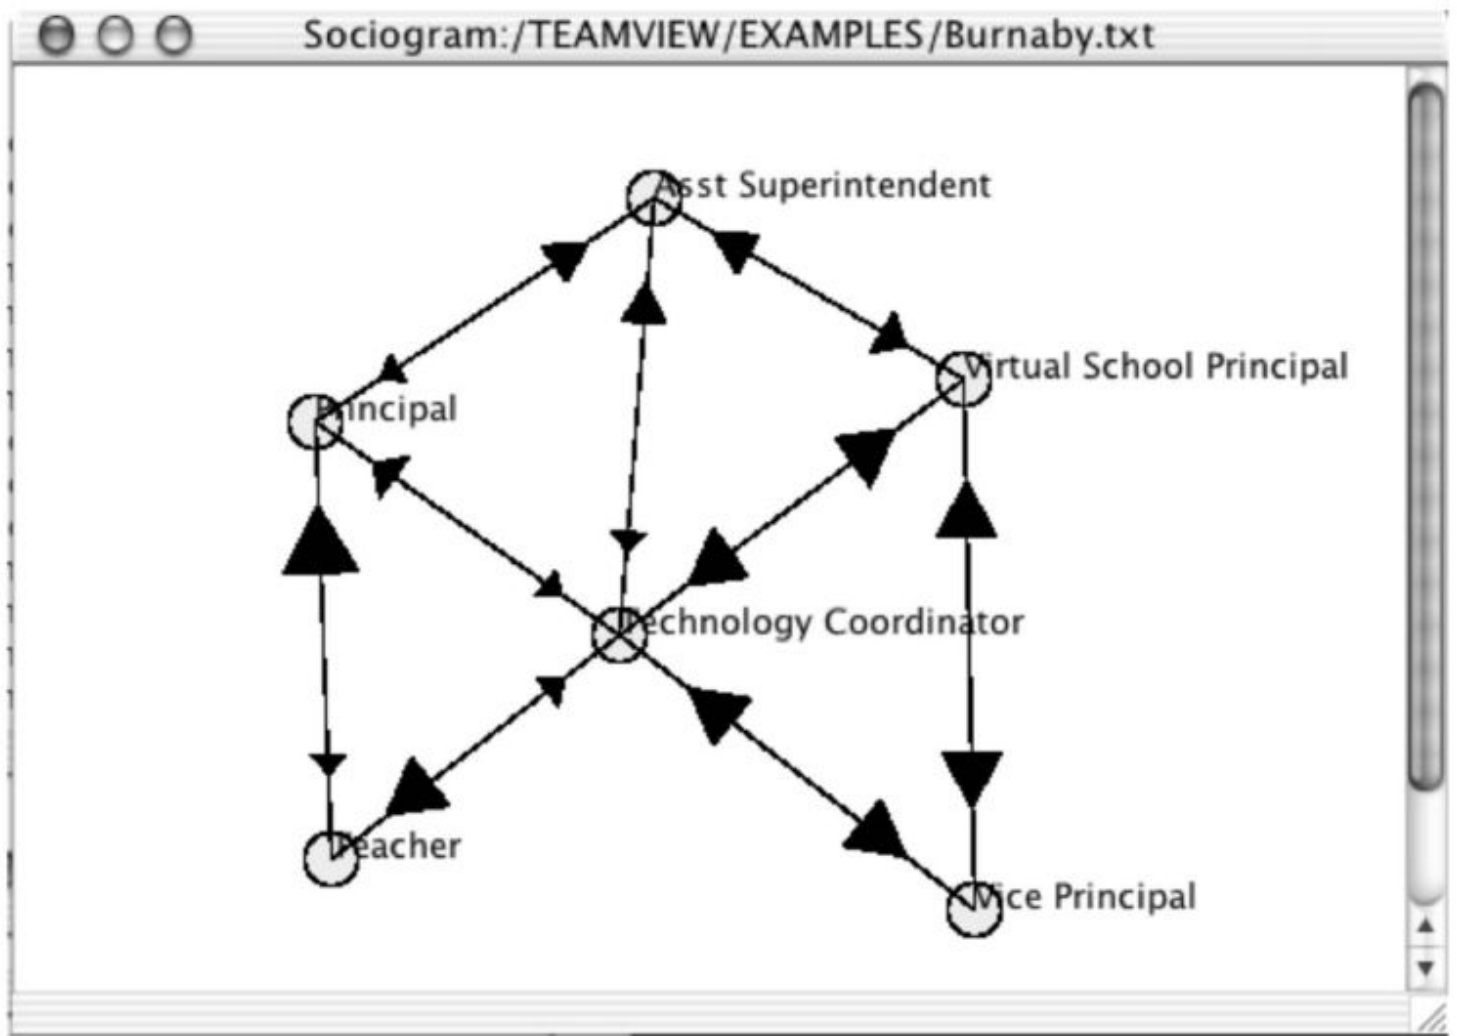 Sociogram:/TEAMVIEW/EXAMPLES/Burnaby.txt
Asst Superintendent
Virtual School Principal
Principal
Technology Coordinator
Teacher
Vice Principal